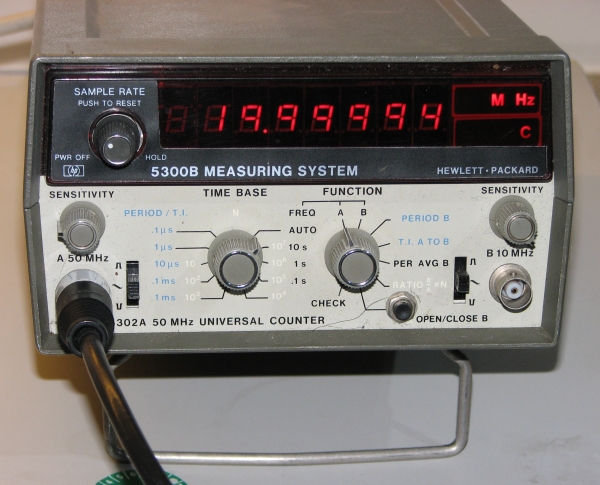 SAMPLE RATE
PUSH TO RESET
PWR OFF
HOLD
hp
19.99994
M Hz
C
5300B MEASURING SYSTEM
HEWLETT • PACKARD
SENSITIVITY
TIME BASE
FUNCTION
SENSITIVITY
PERIOD / T.I.
N
FREQ A B
PERIOD B
.1μs
AUTO
T.I. A TO B
1μs
10 s
PER AVG B
10μs
1 s
RATIO
.1ms
.1 s
1ms
CHECK
A 50 MHz
B 10 MHz
OPEN/CLOSE B
302A 50 MHz UNIVERSAL COUNTER